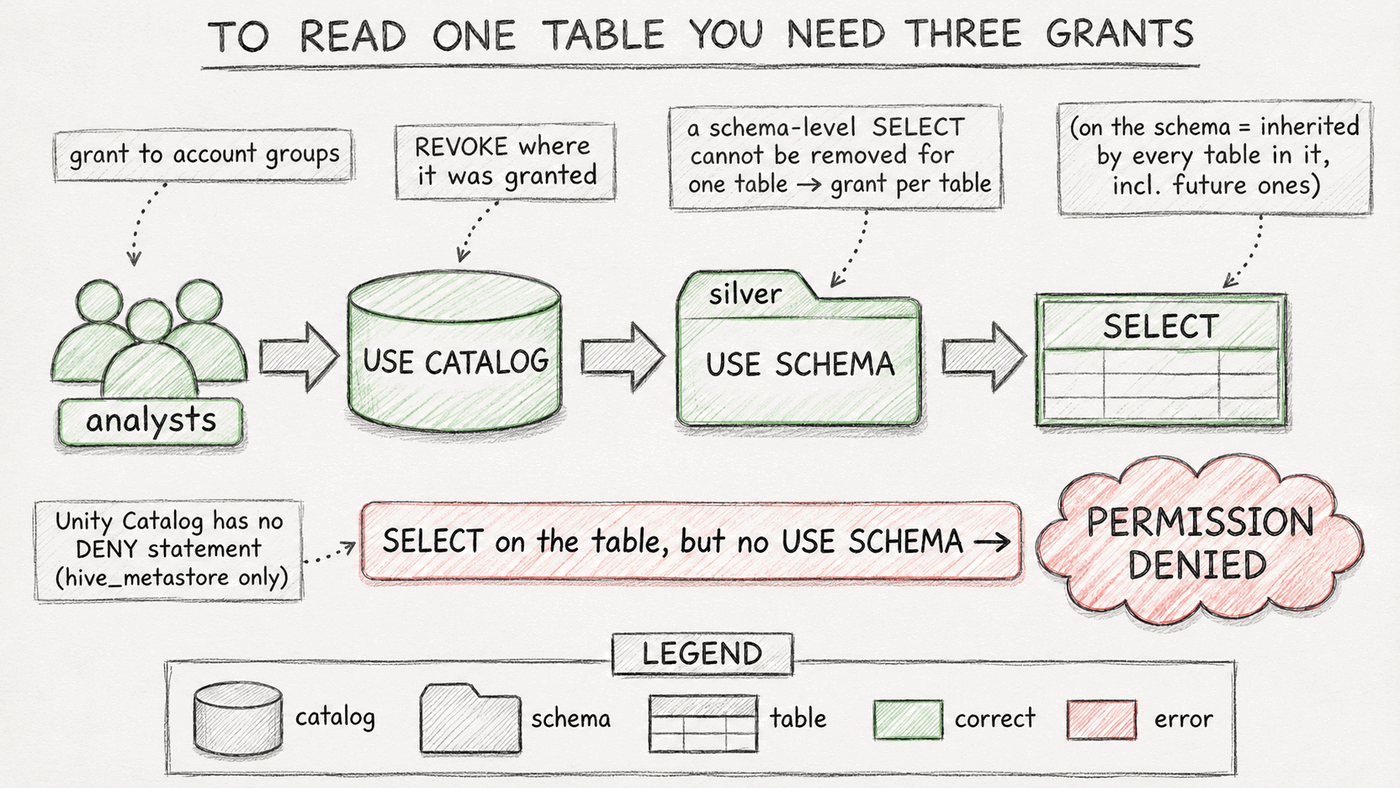 TO READ ONE TABLE YOU NEED THREE GRANTS
grant to account groups
REVOKE where
it was granted
a schema-level SELECT
cannot be removed for
one table → grant per table
(on the schema = inherited
by every table in it,
incl. future ones)
analysts
USE CATALOG
silver
USE SCHEMA
SELECT
Unity Catalog has no
DENY statement
(hive_metastore only)
SELECT on the table, but no USE SCHEMA →
PERMISSION
DENIED
LEGEND
catalog
schema
table
correct
error